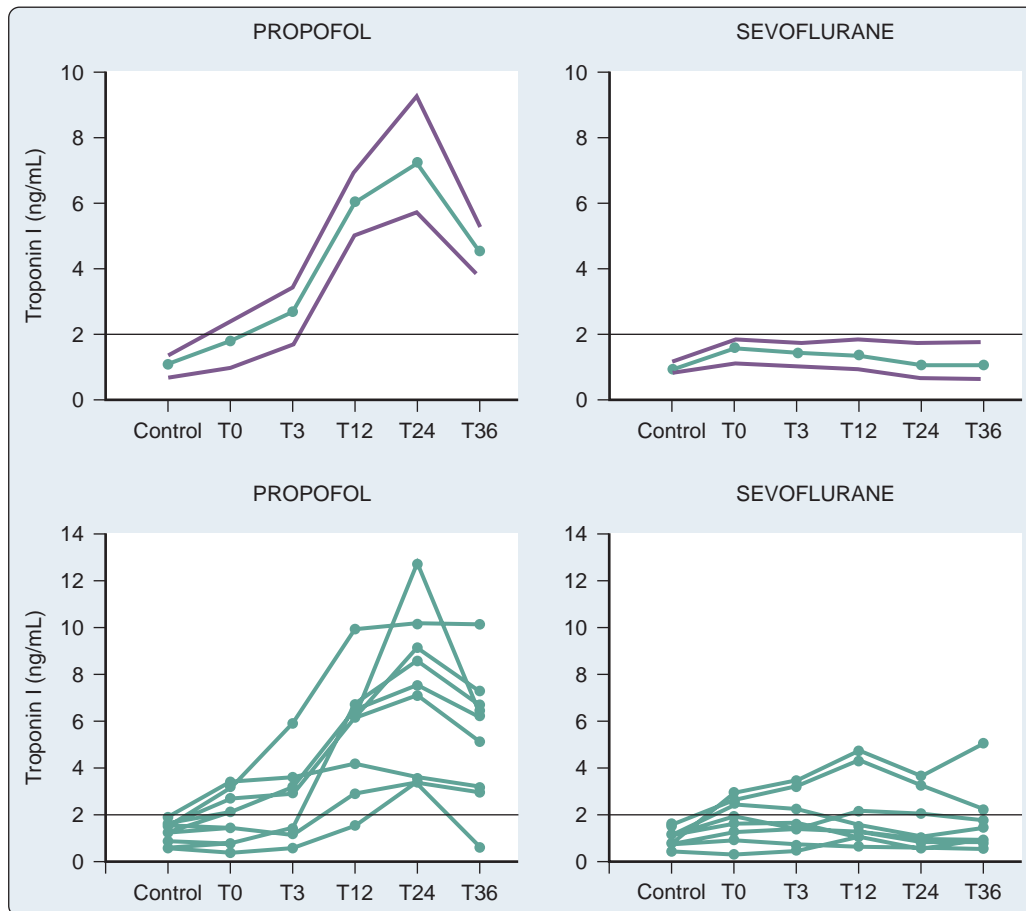 PROPOFOL
SEVOFLURANE
Troponin I (ng/mL)
10
8
6
4
2
0
Control T0 T3 T12 T24 T36
10
8
6
4
2
0
Control T0 T3 T12 T24 T36
PROPOFOL
SEVOFLURANE
Troponin I (ng/mL)
14
12
10
8
6
4
2
0
Control T0 T3 T12 T24 T36
14
12
10
8
6
4
2
0
Control T0 T3 T12 T24 T36